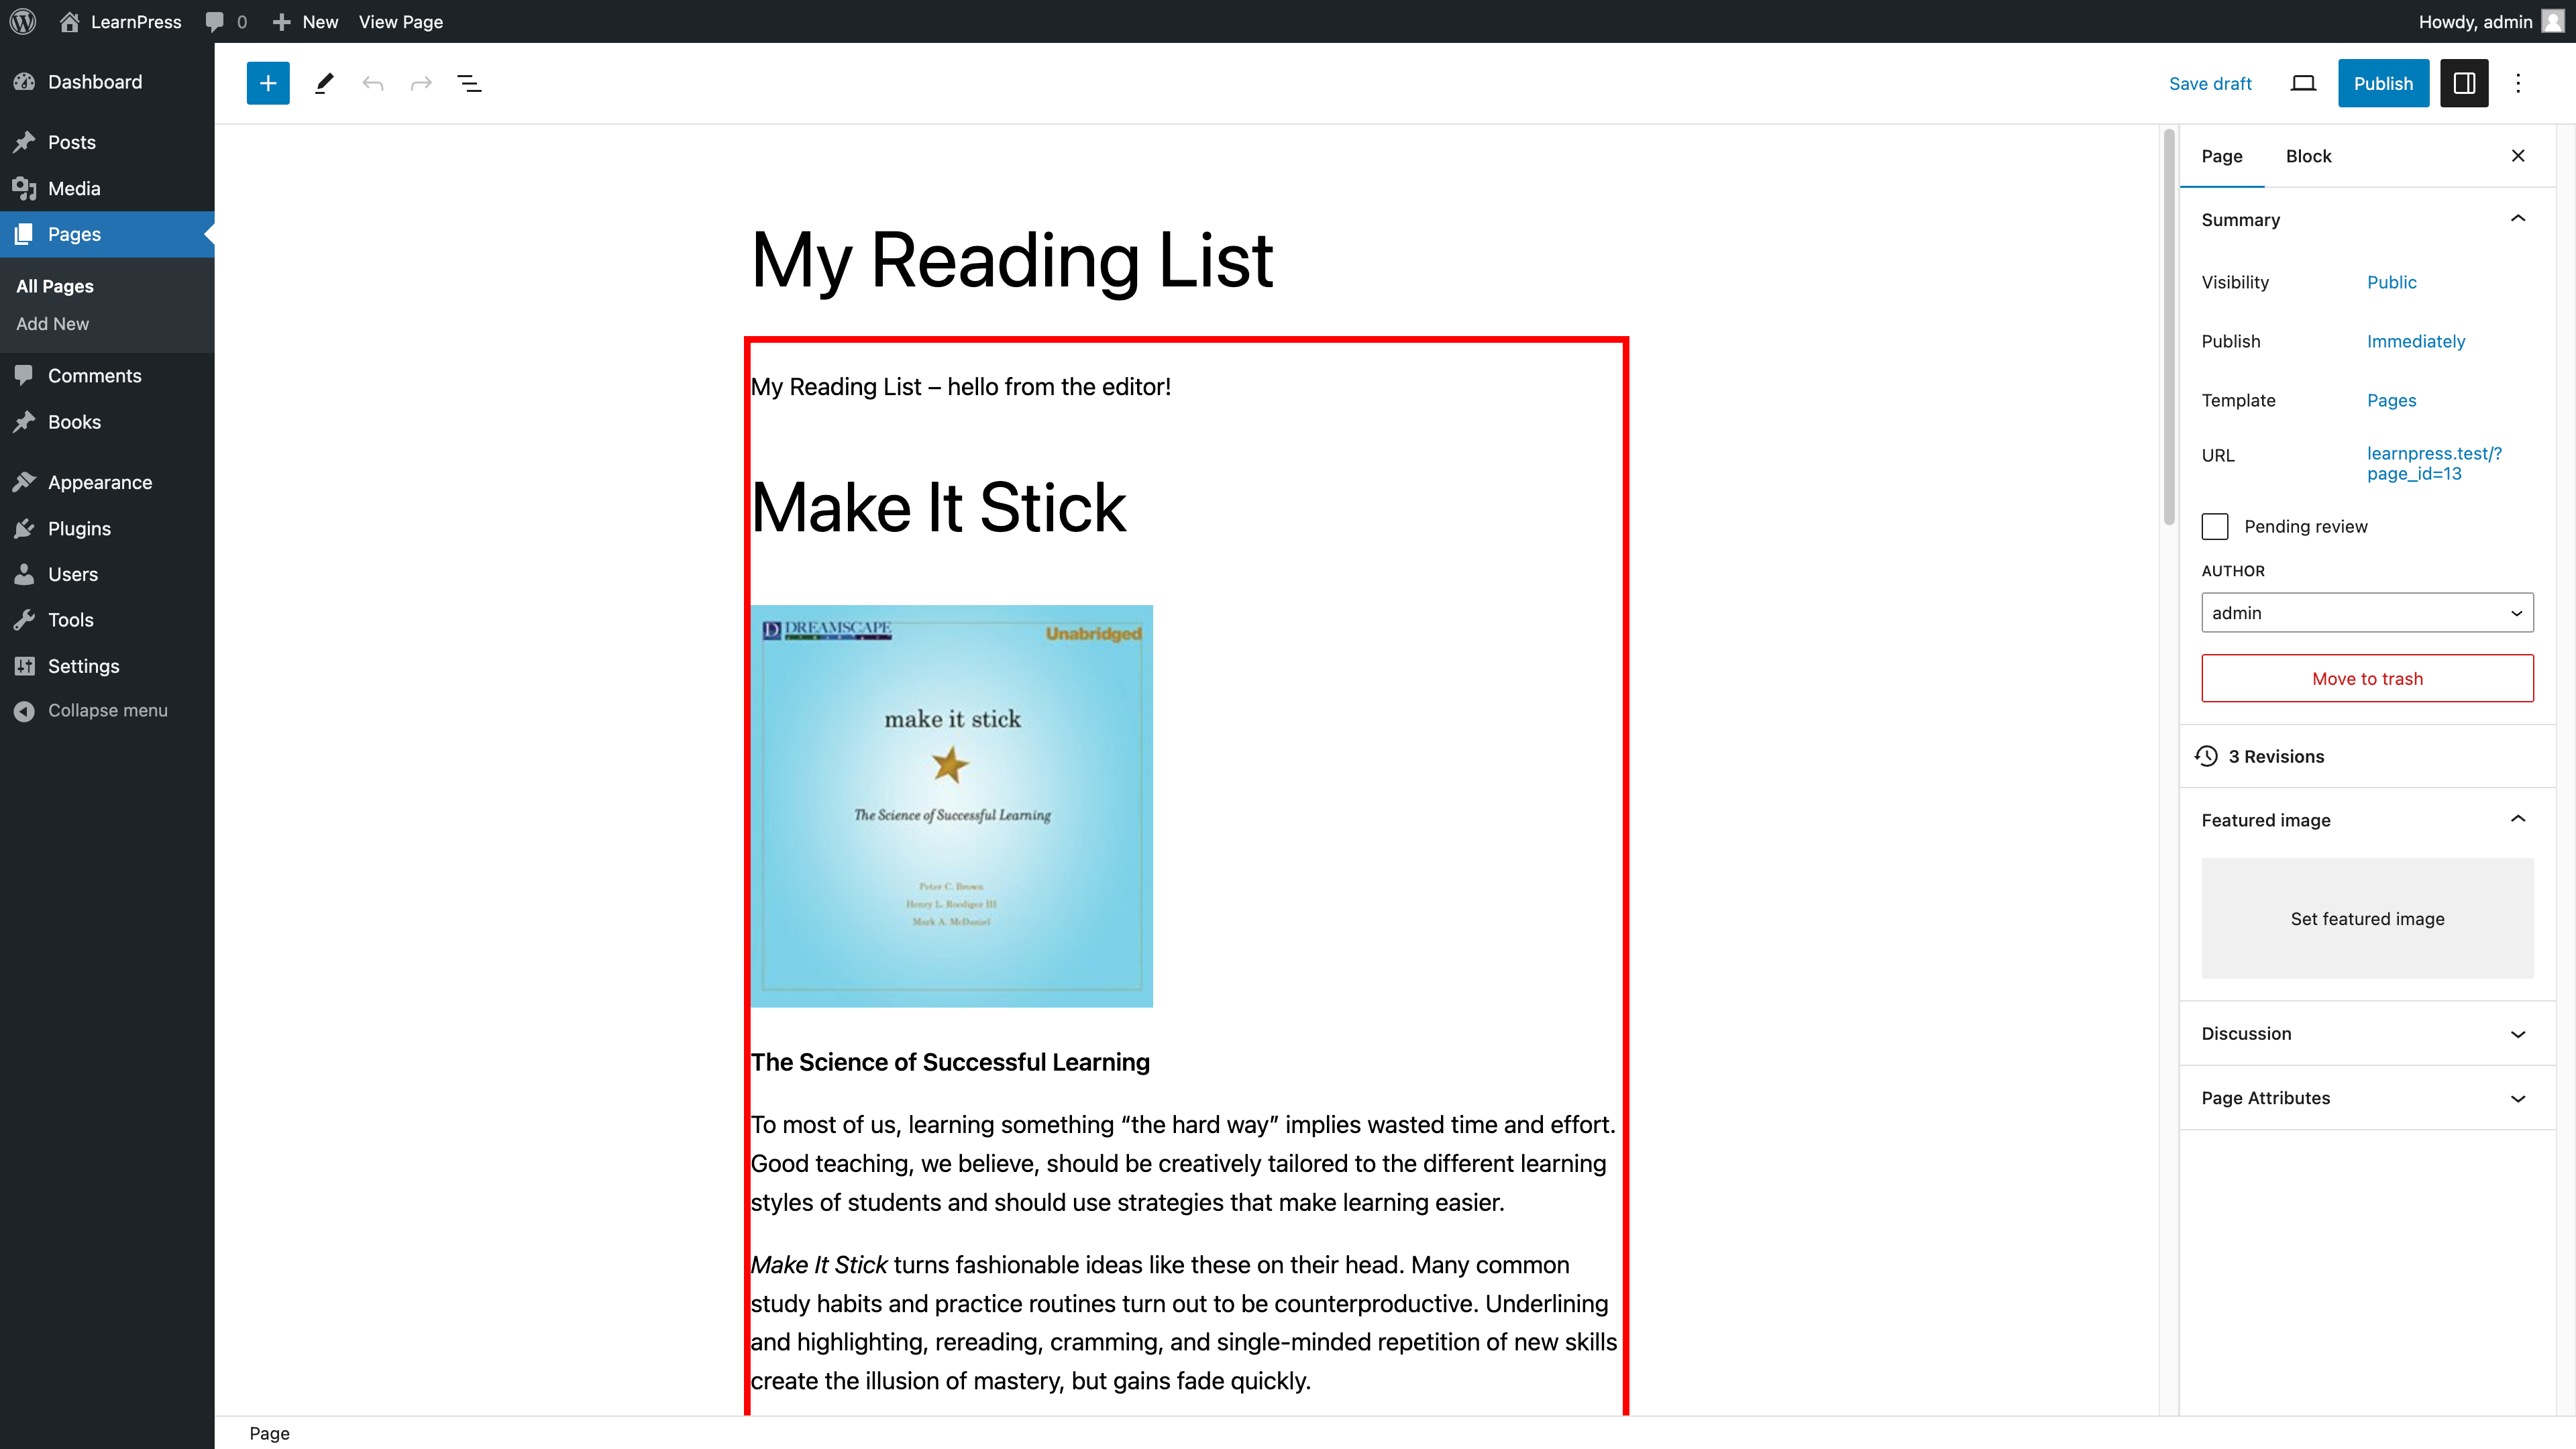 LearnPress 0 New View Page Howdy, admin
Dashboard
Posts
Media
Pages
All Pages
Add New
Comments
Books
Appearance
Plugins
Users
Tools
Settings
Collapse menu
Save draft Publish
My Reading List
My Reading List – hello from the editor!
Make It Stick
DREAMSCAPE
Unabridged
make it stick
The Science of Successful Learning
Peter C. Brown
Henry L. Roediger III
Mark A. McDaniel
The Science of Successful Learning
To most of us, learning something “the hard way” implies wasted time and effort.
Good teaching, we believe, should be creatively tailored to the different learning
styles of students and should use strategies that make learning easier.
Make It Stick turns fashionable ideas like these on their head. Many common
study habits and practice routines turn out to be counterproductive. Underlining
and highlighting, rereading, cramming, and single-minded repetition of new skills
create the illusion of mastery, but gains fade quickly.
Page Block
Summary
Visibility Public
Publish Immediately
Template Pages
URL learnpress.test/?
page_id=13
Pending review
AUTHOR
admin
Move to trash
3 Revisions
Featured image
Set featured image
Discussion
Page Attributes
Page